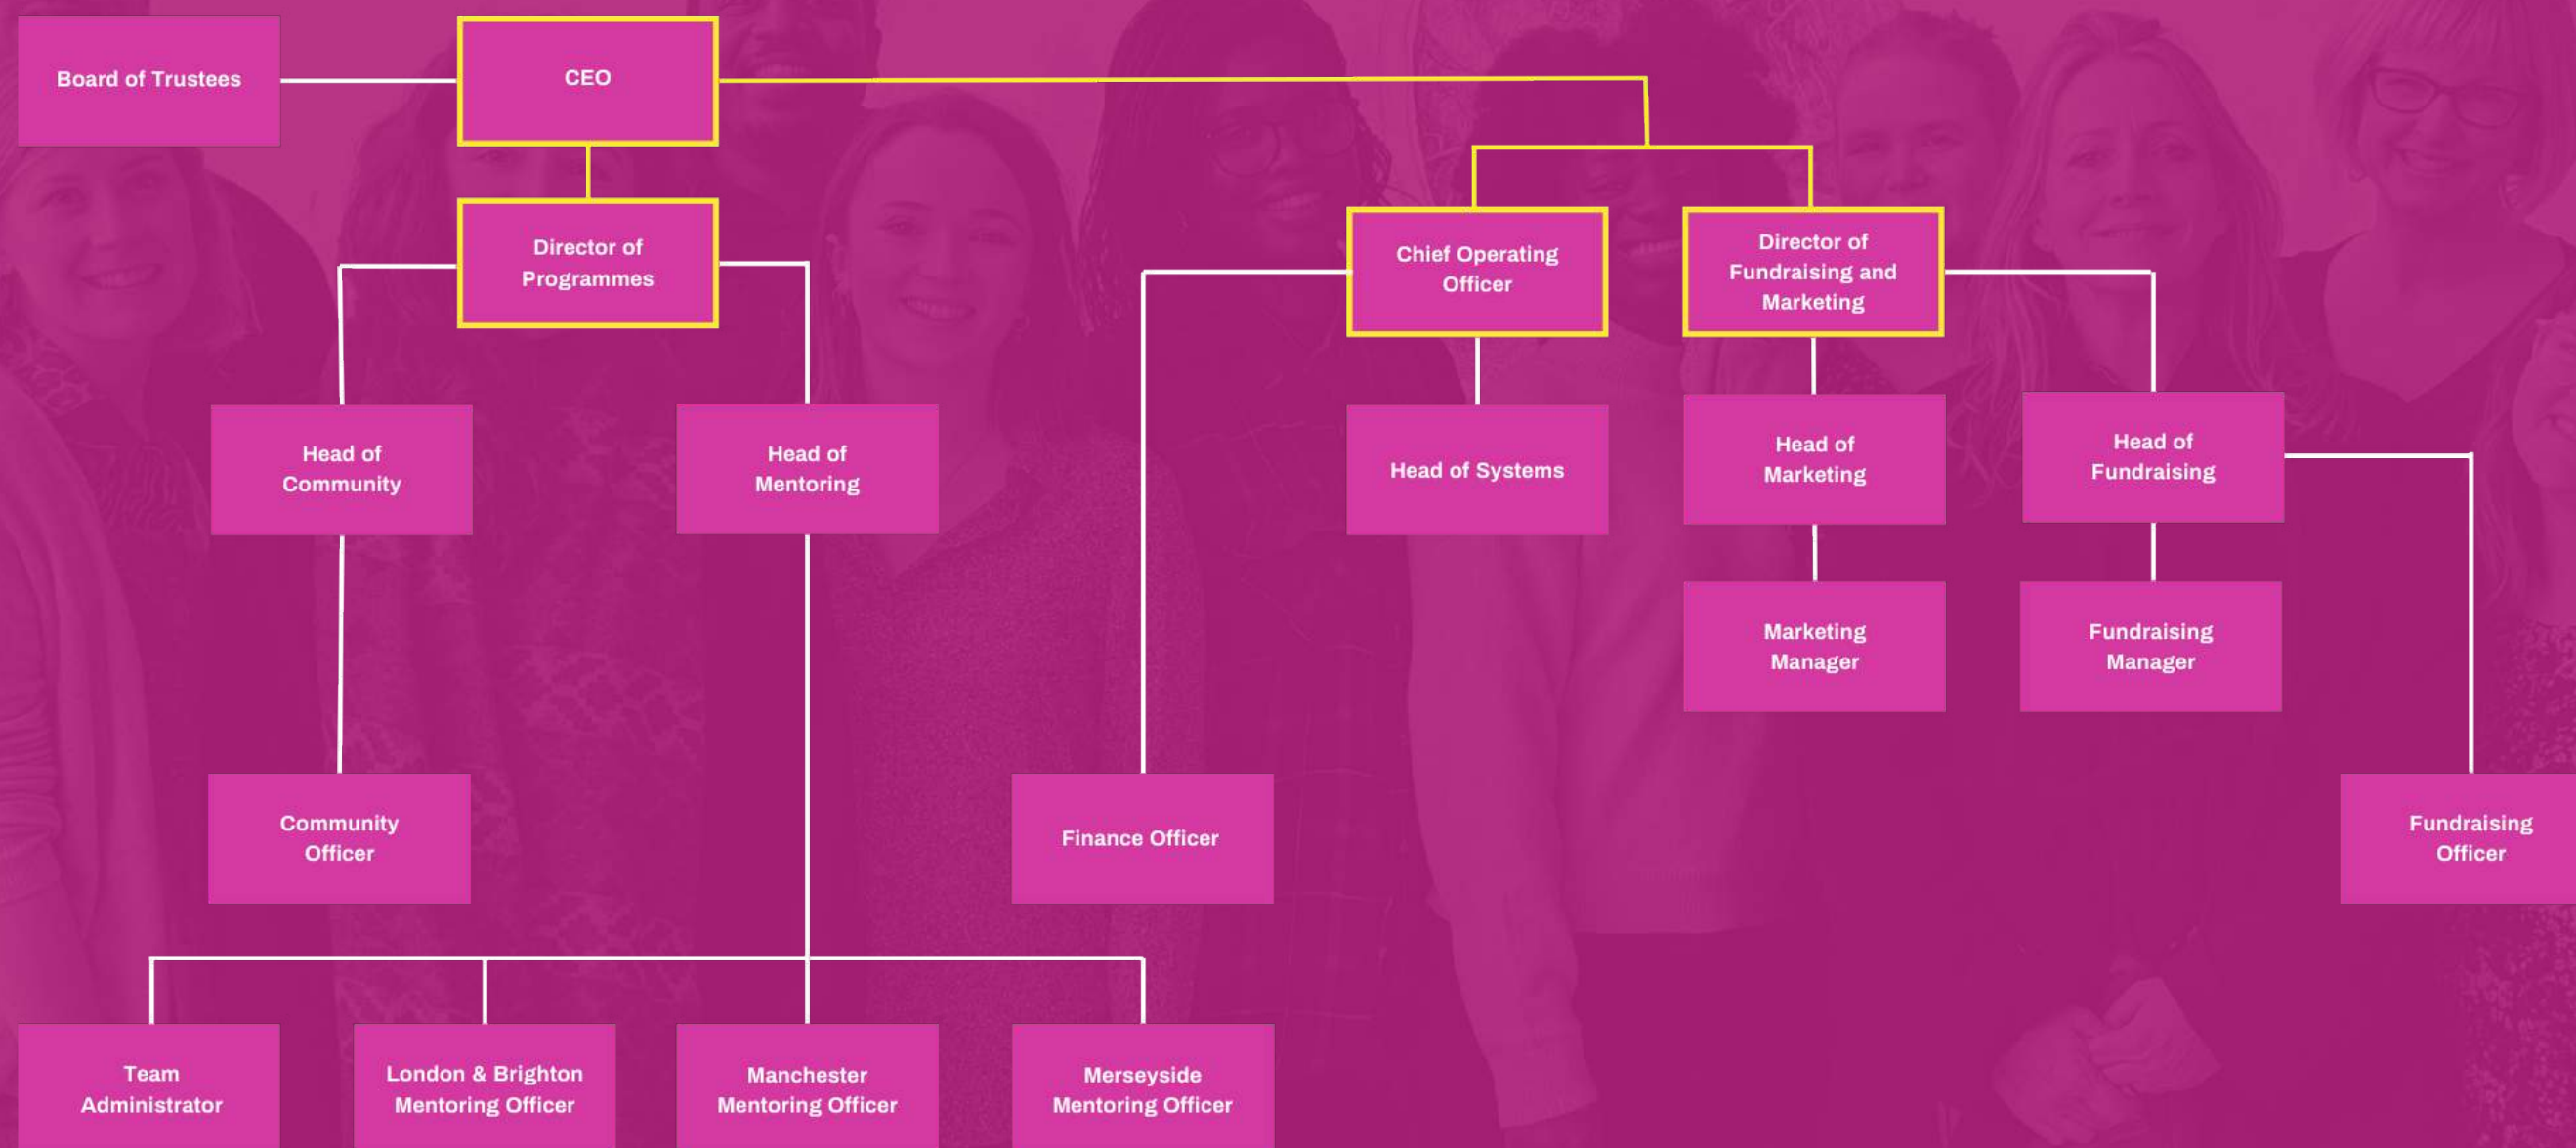 Board of Trustees
CEO
Director of
Programmes
Chief Operating
Officer
Director of
Fundraising and
Marketing
Head of
Community
Head of
Mentoring
Head of Systems
Head of
Marketing
Head of
Fundraising
Marketing
Manager
Fundraising
Manager
Community
Officer
Finance Officer
Fundraising
Officer
Team
Administrator
London & Brighton
Mentoring Officer
Manchester
Mentoring Officer
Merseyside
Mentoring Officer